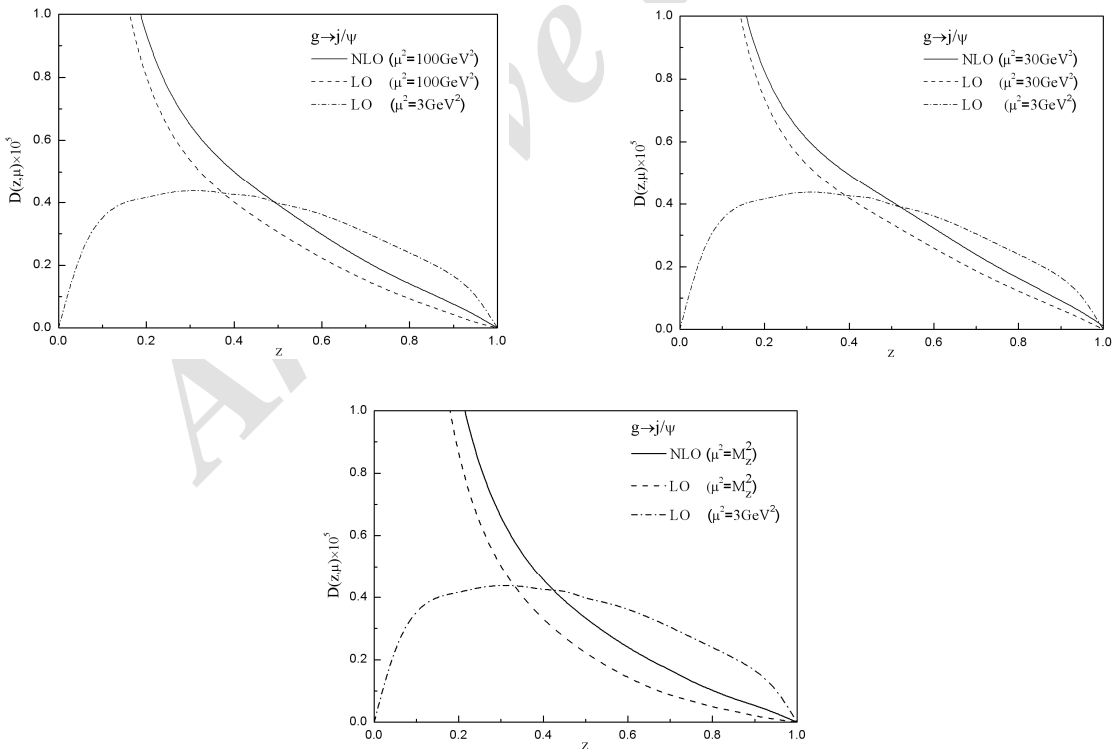 g→j/ψ
NLO (μ²=100GeV²)
LO (μ²=100GeV²)
LO (μ²=3GeV²)
D(z,μ)×10⁵
1.0
0.8
0.6
0.4
0.2
0.0
0.0 0.2 0.4 0.6 0.8 1.0
z
g→j/ψ
NLO (μ²=30GeV²)
LO (μ²=30GeV²)
LO (μ²=3GeV²)
D(z,μ)×10⁵
1.0
0.8
0.6
0.4
0.2
0.0
0.0 0.2 0.4 0.6 0.8 1.0
z
g→j/ψ
NLO (μ²=M_Z²)
LO (μ²=M_Z²)
LO (μ²=3GeV²)
D(z,μ)×10⁵
1.0
0.8
0.6
0.4
0.2
0.0
0.0 0.2 0.4 0.6 0.8 1.0
z